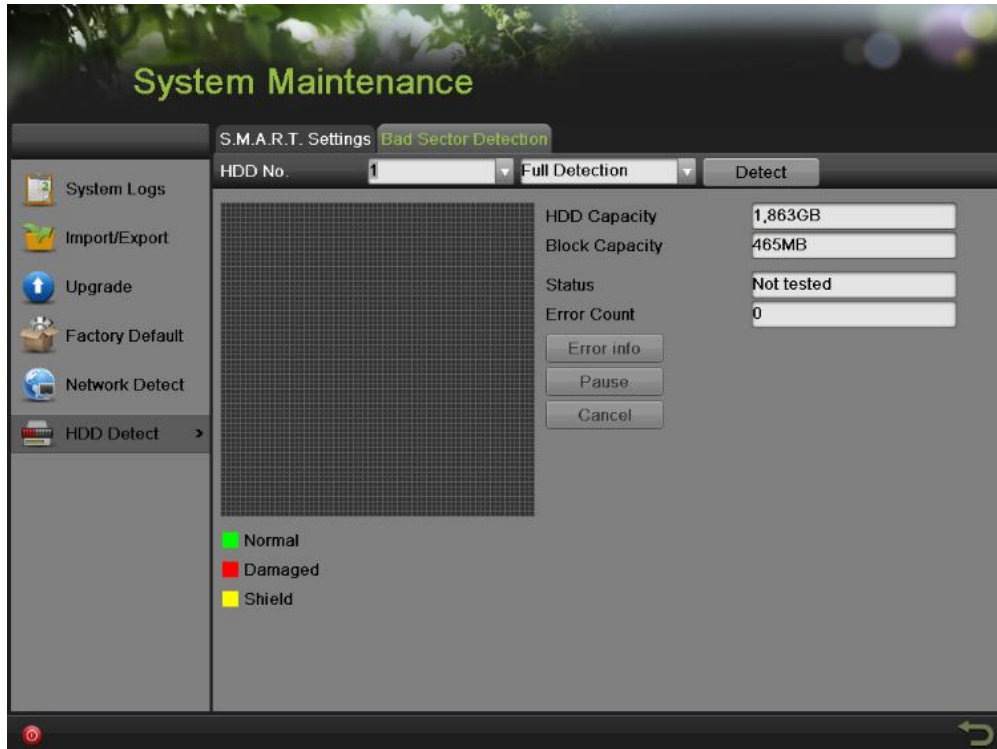 System Maintenance
S.M.A.R.T. Settings Bad Sector Detection
HDD No. 1 Full Detection Detect
System Logs
Import/Export
Upgrade
Factory Default
Network Detect
HDD Detect >
HDD Capacity 1,863GB
Block Capacity 465MB
Status Not tested
Error Count 0
Error info
Pause
Cancel
Normal
Damaged
Shield